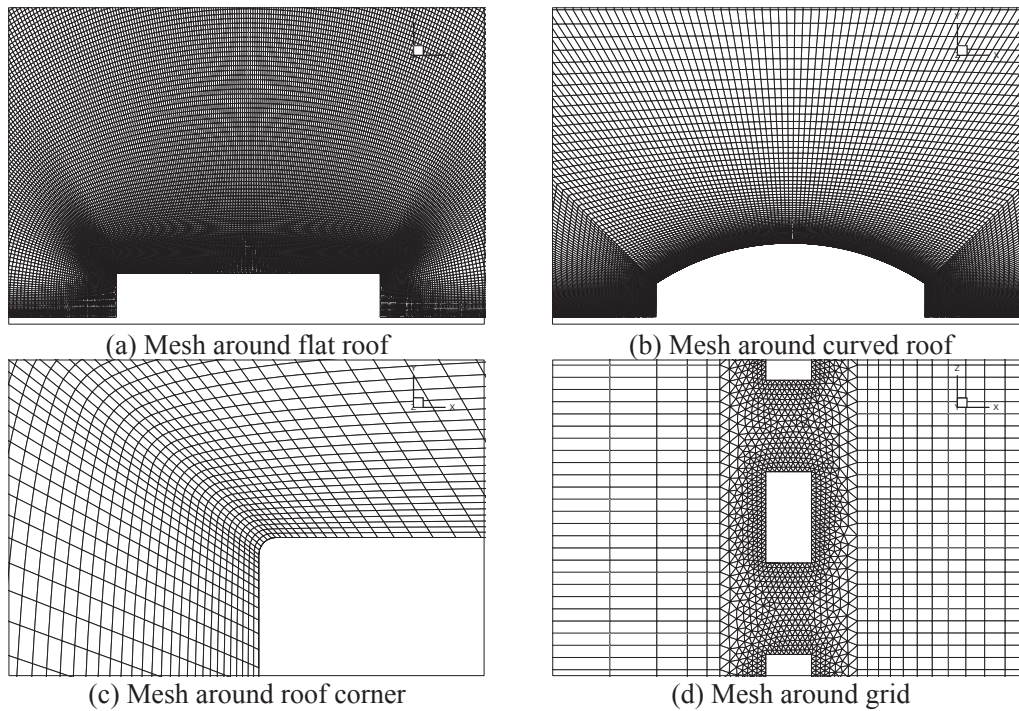 (a) Mesh around flat roof
(b) Mesh around curved roof
(c) Mesh around roof corner
(d) Mesh around grid
Y
Z
X
Z
X